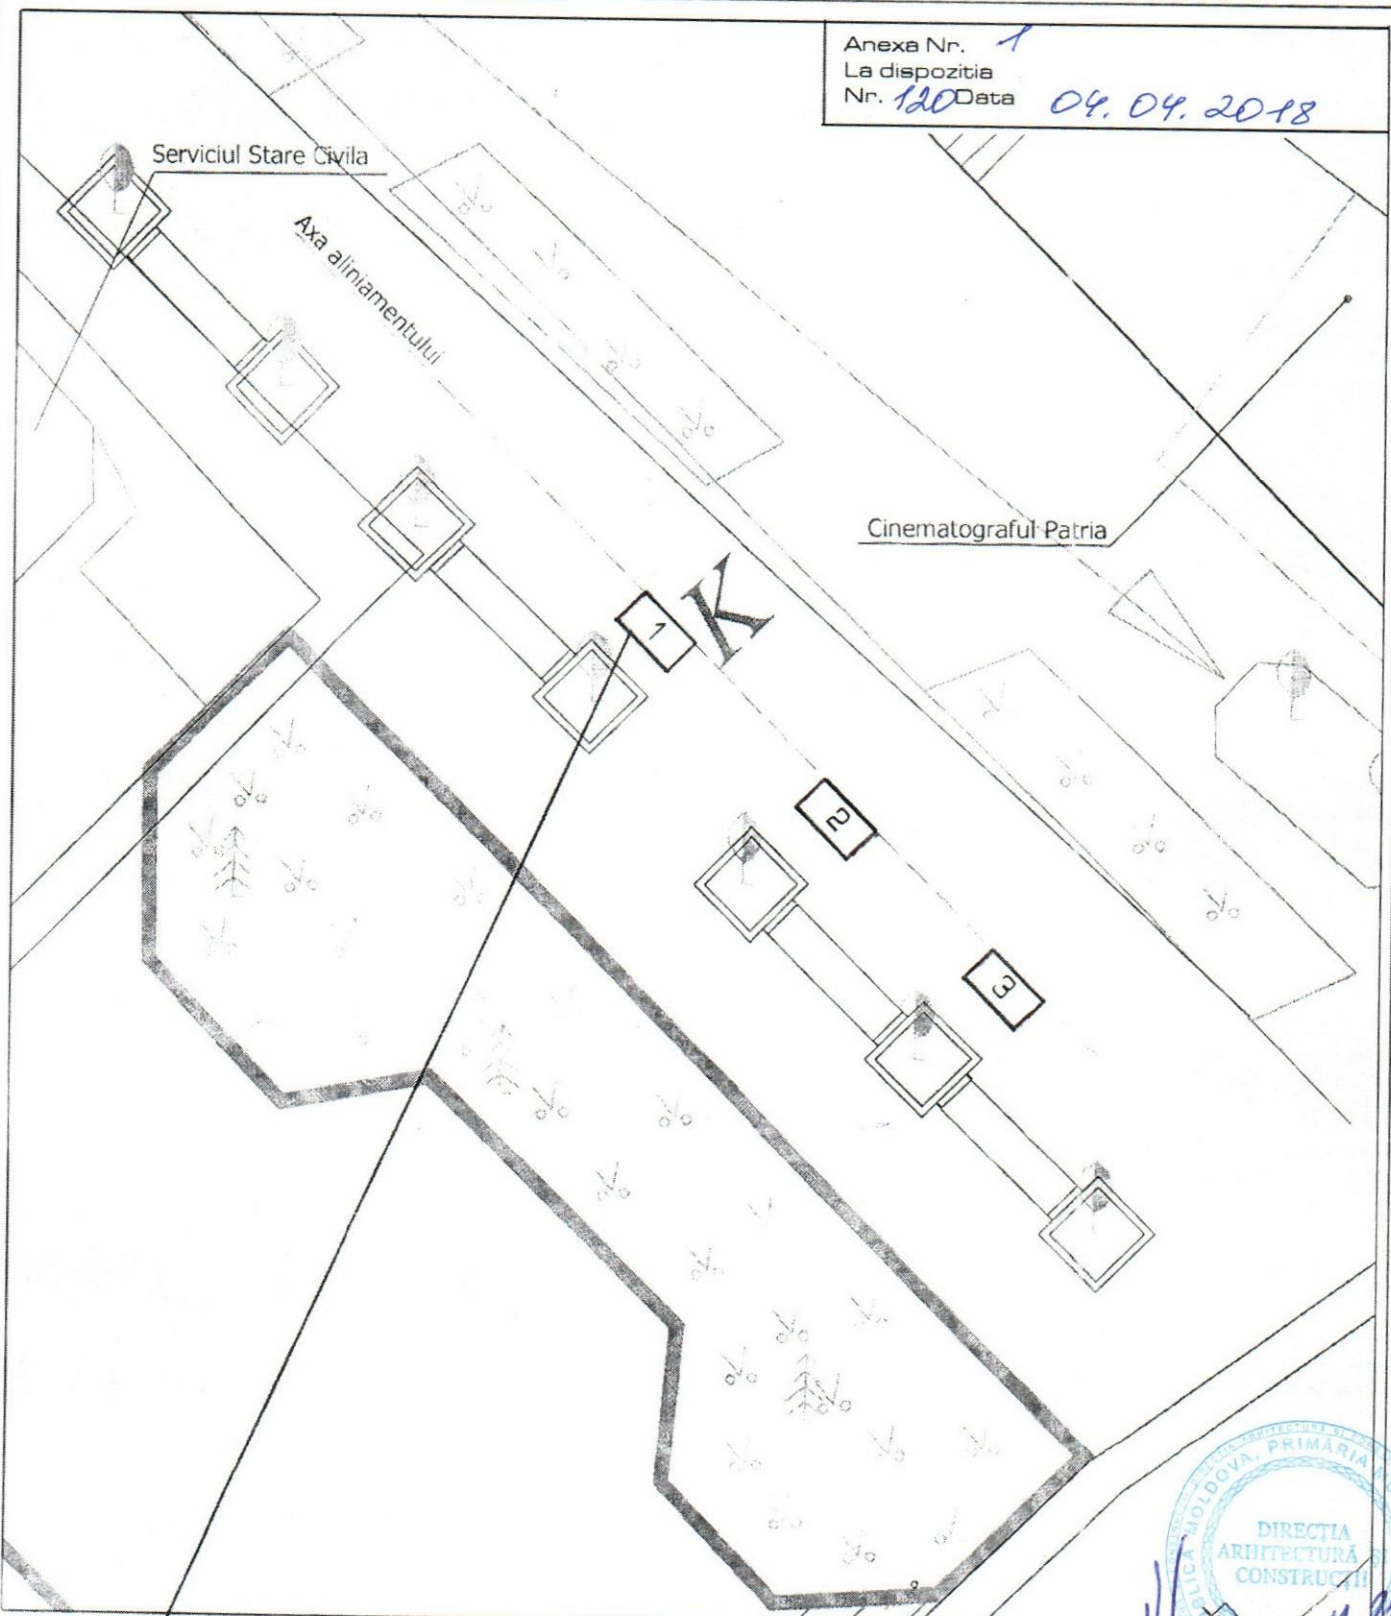 Anexa Nr. 1
La dispozitia
Nr. 120 Data 04. 04. 2018
Serviciul Stare Civila
Axa aliniamentului
Cinematograful Patria
1
K
2
3
MOLDOVA. PRIMĂRIA
DIRECȚIA
ARHITECTURĂ ȘI
CONSTRUCȚII